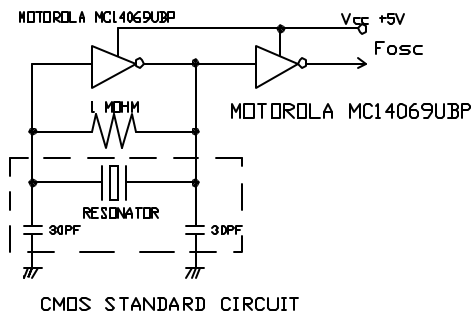 MOTOROLA MC14069UBP
Vcc +5V
Fosc
1 MOHM
MOTOROLA MC14069UBP
RESONATOR
30PF
30PF
CMOS STANDARD CIRCUIT